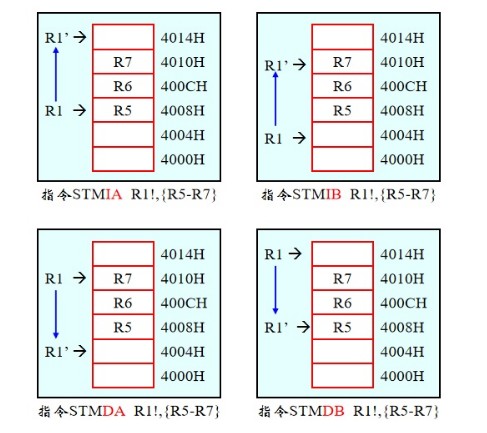 R1’ → 4014H
R7 4010H
R6 400CH
R1 → R5 4008H
4004H
4000H
指令STMIA R1!,{R5-R7}
4014H
R1’ → R7 4010H
R6 400CH
R5 4008H
R1 → 4004H
4000H
指令STMIB R1!,{R5-R7}
4014H
R1 → R7 4010H
R6 400CH
R5 4008H
R1’ → 4004H
4000H
指令STMDA R1!,{R5-R7}
R1 → 4014H
R7 4010H
R6 400CH
R1’ → R5 4008H
4004H
4000H
指令STMDB R1!,{R5-R7}